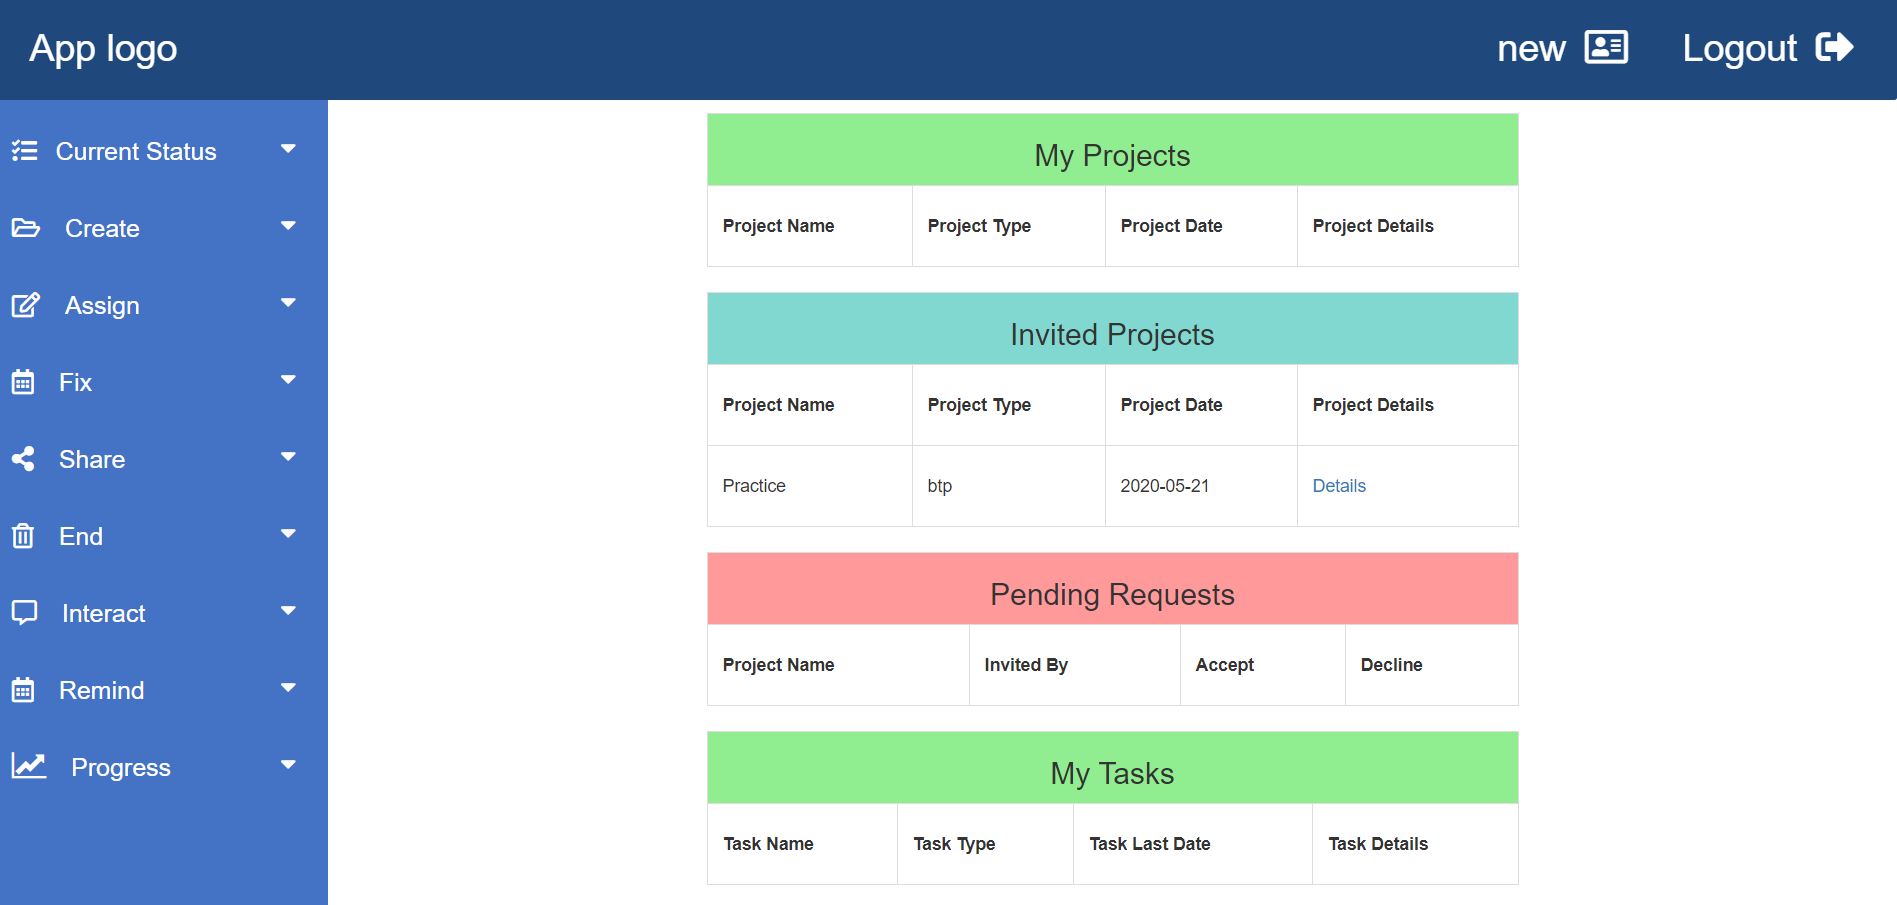 App logo
new Logout
Current Status
Create
Assign
Fix
Share
End
Interact
Remind
Progress
My Projects
Project Name Project Type Project Date Project Details
Invited Projects
Project Name Project Type Project Date Project Details
Practice btp 2020-05-21 Details
Pending Requests
Project Name Invited By Accept Decline
My Tasks
Task Name Task Type Task Last Date Task Details